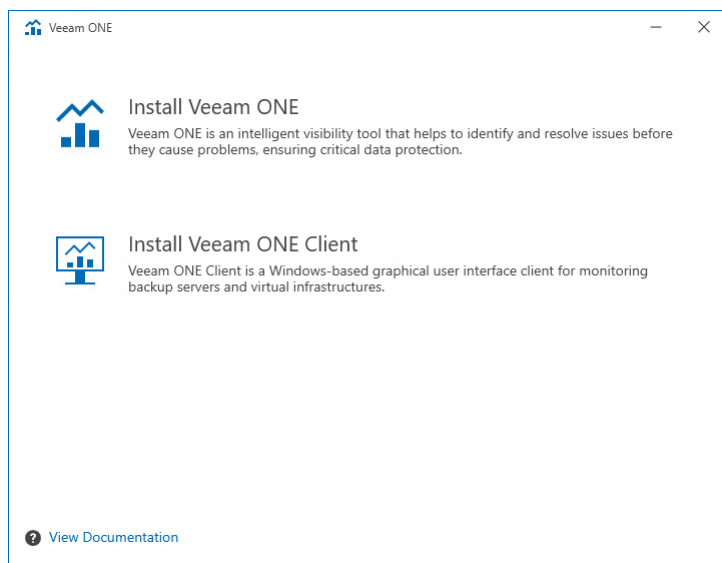 Veeam ONE
Install Veeam ONE
Veeam ONE is an intelligent visibility tool that helps to identify and resolve issues before
they cause problems, ensuring critical data protection.
Install Veeam ONE Client
Veeam ONE Client is a Windows-based graphical user interface client for monitoring
backup servers and virtual infrastructures.
? View Documentation